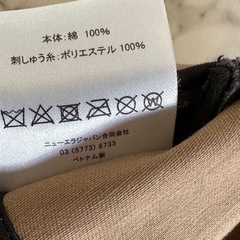 本体:綿 100%
刺しゅう糸:ポリエステル 100%
ニューエラジャパン合同会社
03 (5773) 8733
ベトナム製